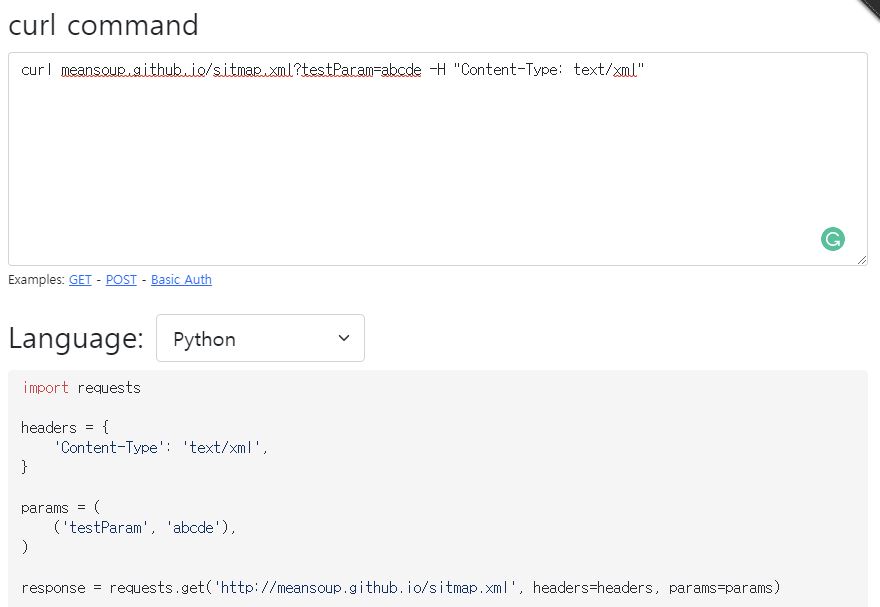 curl command
curl meansoup.github.io/sitmap.xml?testParam=abcde -H "Content-Type: text/xml"
Examples: GET - POST - Basic Auth
Language: Python
import requests
headers = {
    'Content-Type': 'text/xml',
}
params = (
    ('testParam', 'abcde'),
)
response = requests.get('http://meansoup.github.io/sitmap.xml', headers=headers, params=params)